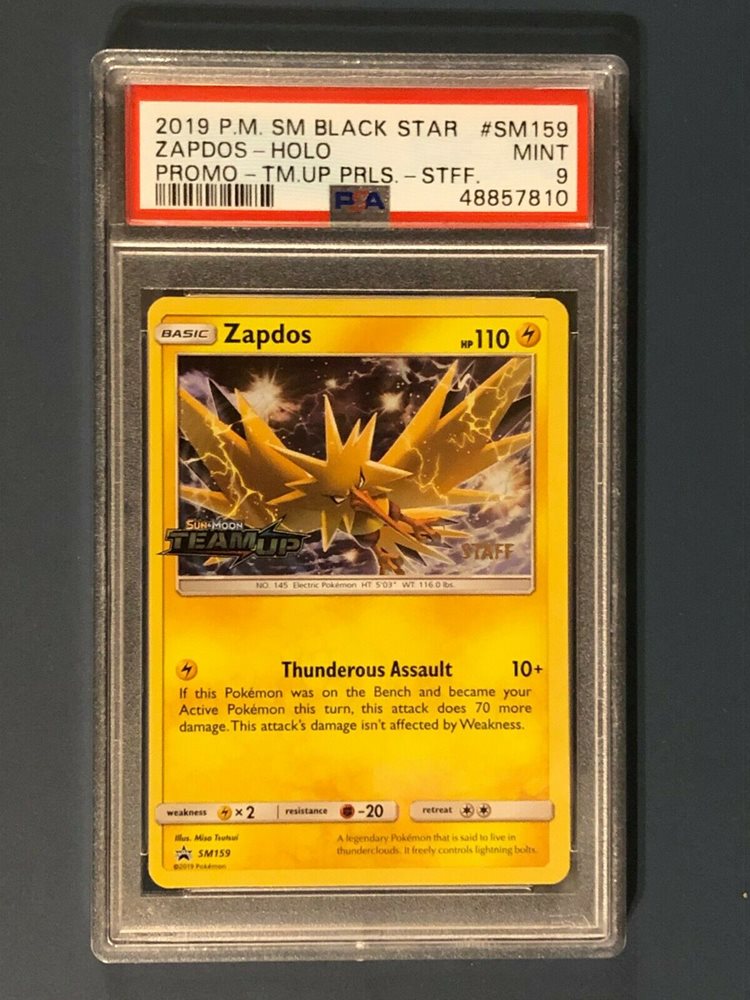 2019 P.M. SM BLACK STAR #SM159
ZAPDOS - HOLO MINT
PROMO - TM.UP PRLS. - STFF. 9
PSA 48857810
BASIC Zapdos HP 110
SUN & MOON
TEAM UP
STAFF
NO. 145 Electric Pokémon HT: 5'03" WT: 116.0 lbs.
Thunderous Assault 10+
If this Pokémon was on the Bench and became your
Active Pokémon this turn, this attack does 70 more
damage. This attack's damage isn't affected by Weakness.
weakness ×2 resistance -20 retreat
Illus. Misa Tsutsui
SM159
©2019 Pokémon
A legendary Pokémon that is said to live in
thunderclouds. It freely controls lightning bolts.